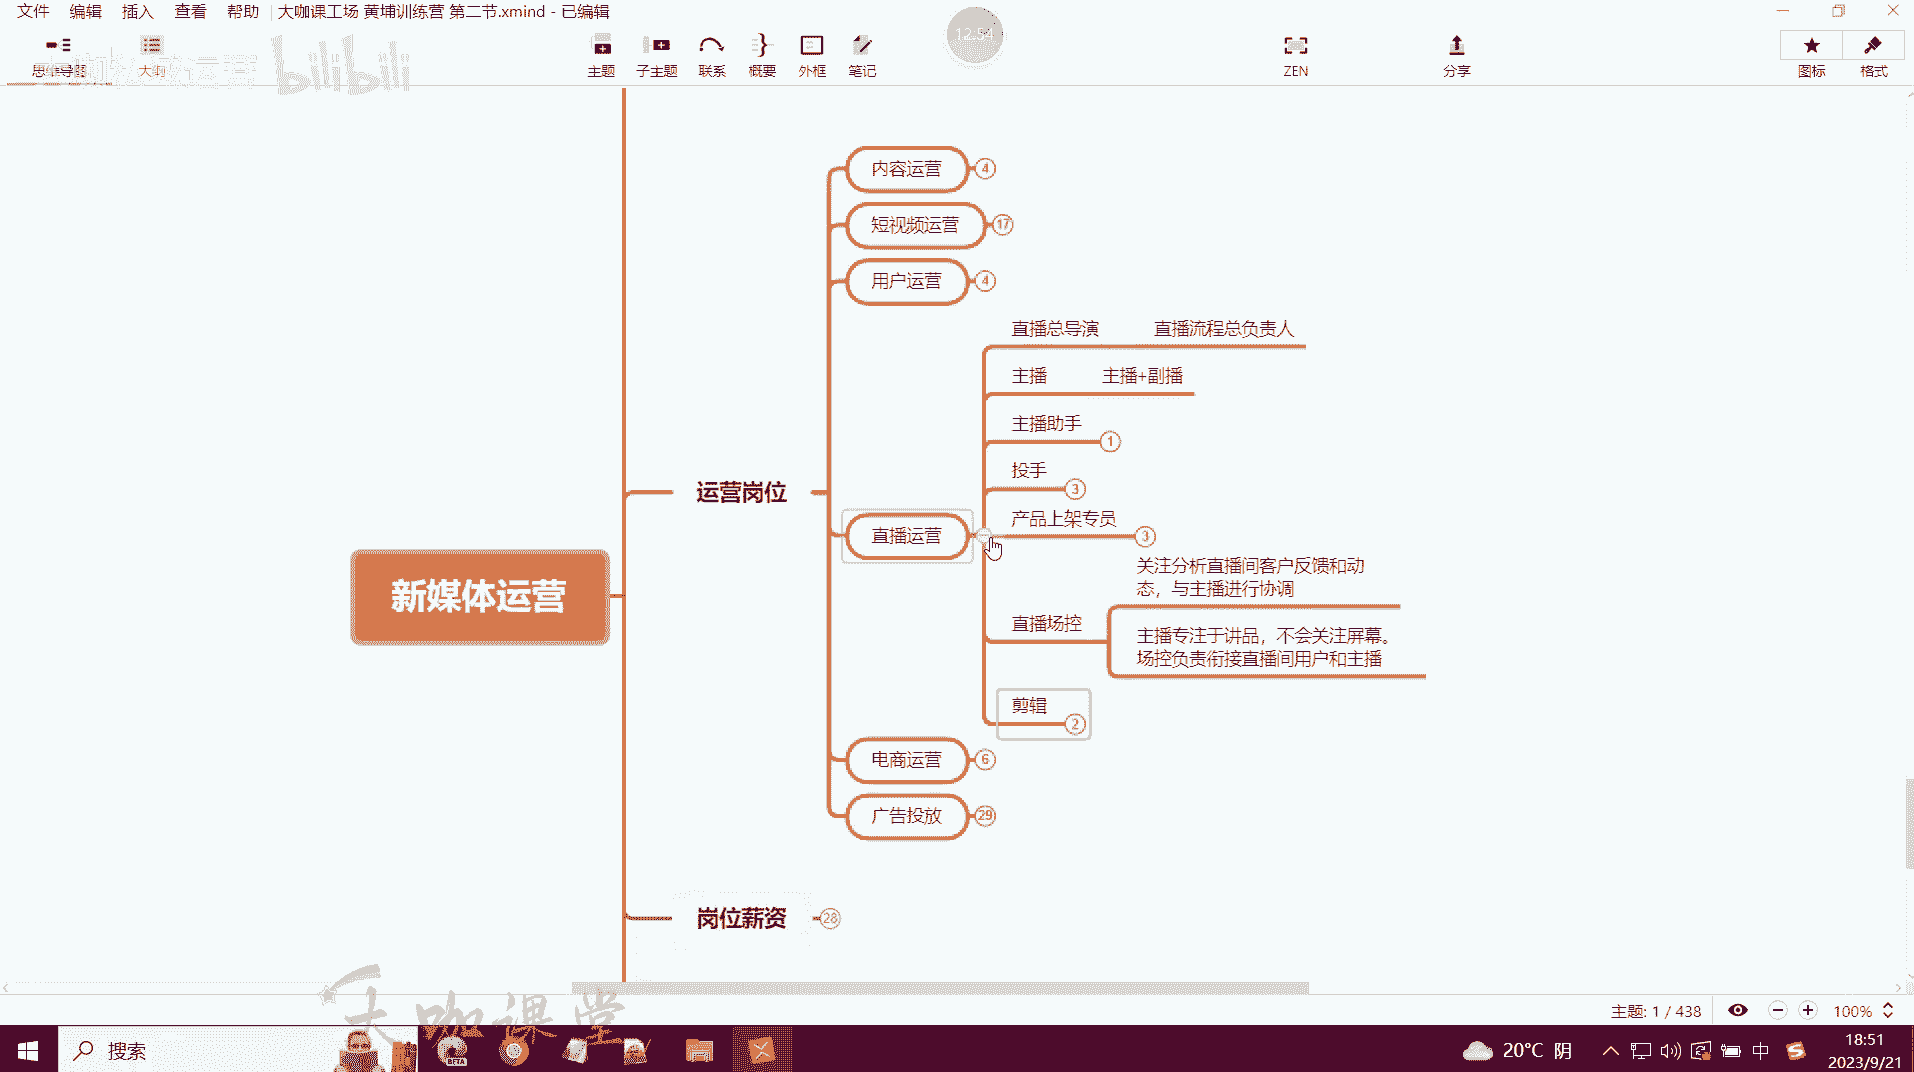 文件 编辑 插入 查看 帮助 大咖课工场 黄埔训练营 第二节.xmind - 已编辑
12:54
思维导图 大纲 主题 子主题 联系 概要 外框 笔记 ZEN 分享 图标 格式
bilibili
内容运营 4
短视频运营 17
用户运营 4
直播总导演 直播流程总负责人
主播 主播+副播
主播助手 1
投手 3
运营岗位
产品上架专员 3
直播运营
关注分析直播间客户反馈和动
态，与主播进行协调
新媒体运营
直播场控
主播专注于讲品，不会关注屏幕。
场控负责衔接直播间用户和主播
剪辑 2
电商运营 6
广告投放 29
岗位薪资 28
大咖课堂
主题: 1 / 438 100%
搜索 BETA 20°C 阴 中 18:51
2023/9/21